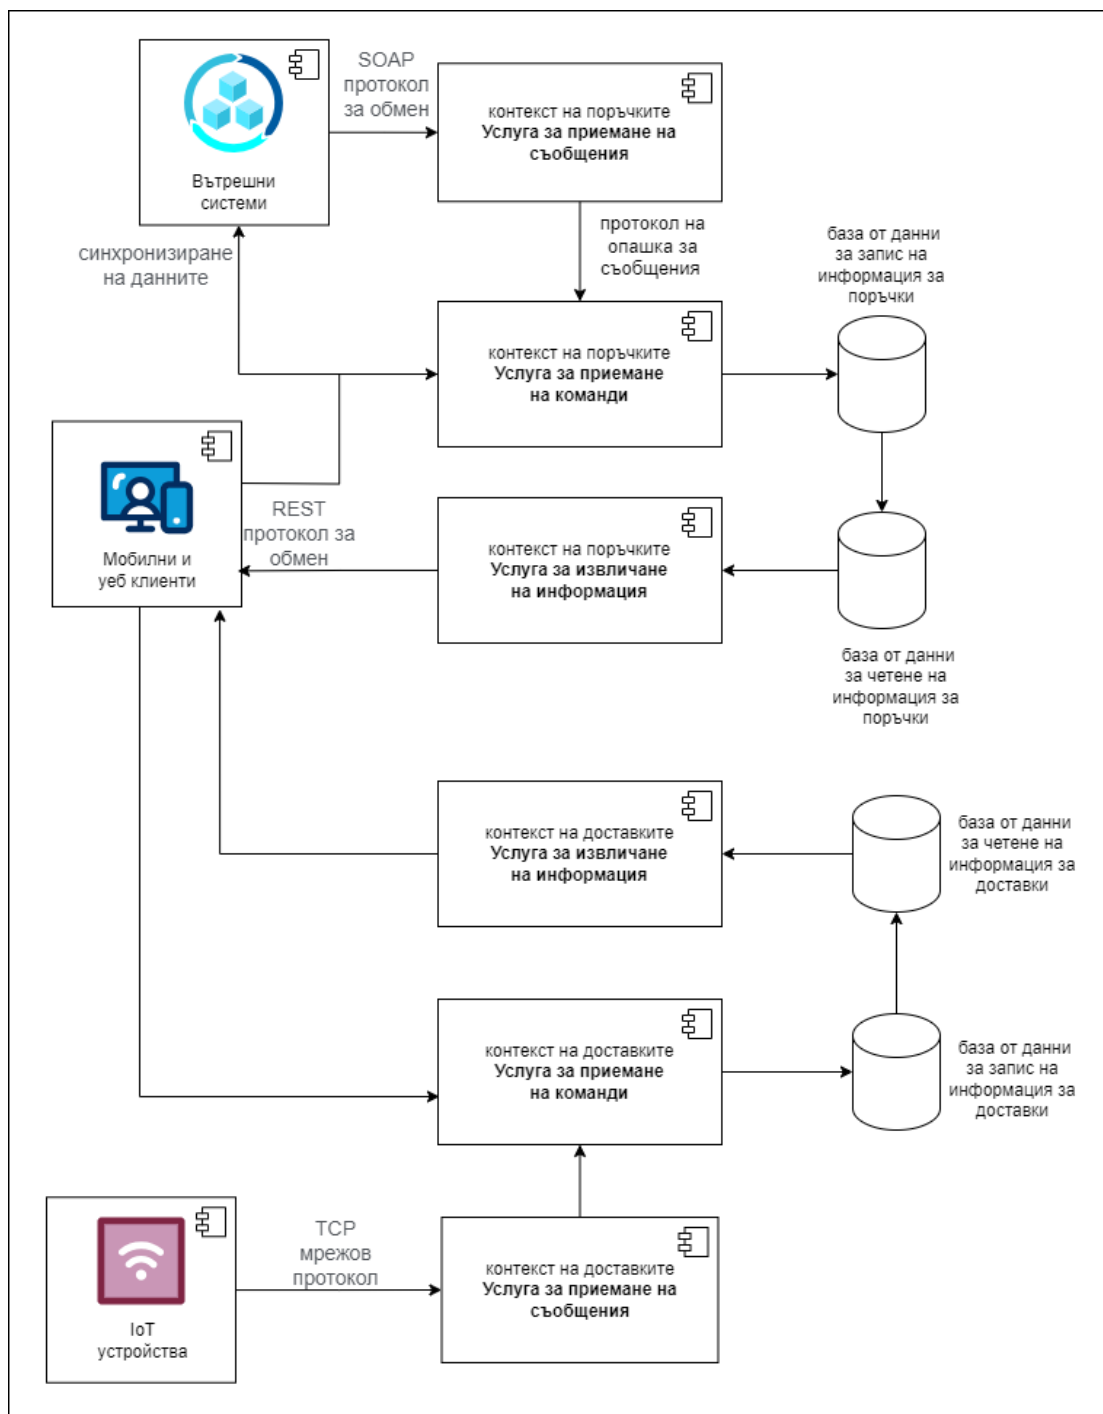 SOAP
протокол
за обмен
контекст на поръчките
Услуга за приемане на
съобщения
Вътрешни
системи
синхронизиране
на данните
протокол на
опашка за
съобщения
база от данни
за запис на
информация за
поръчки
контекст на поръчките
Услуга за приемане
на команди
Мобилни и
уеб клиенти
REST
протокол за
обмен
контекст на поръчките
Услуга за извличане
на информация
база от данни
за четене на
информация за
поръчки
контекст на доставките
Услуга за извличане
на информация
база от данни
за четене на
информация за
доставки
контекст на доставките
Услуга за приемане
на команди
база от данни
за запис на
информация за
доставки
IoT
устройства
TCP
мрежов
протокол
контекст на доставките
Услуга за приемане на
съобщения